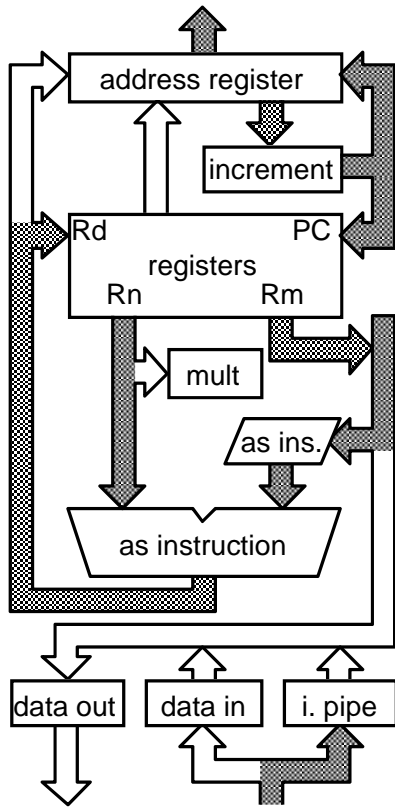 address register
increment
Rd
PC
registers
Rn
Rm
mult
as ins.
as instruction
data out
data in
i. pipe